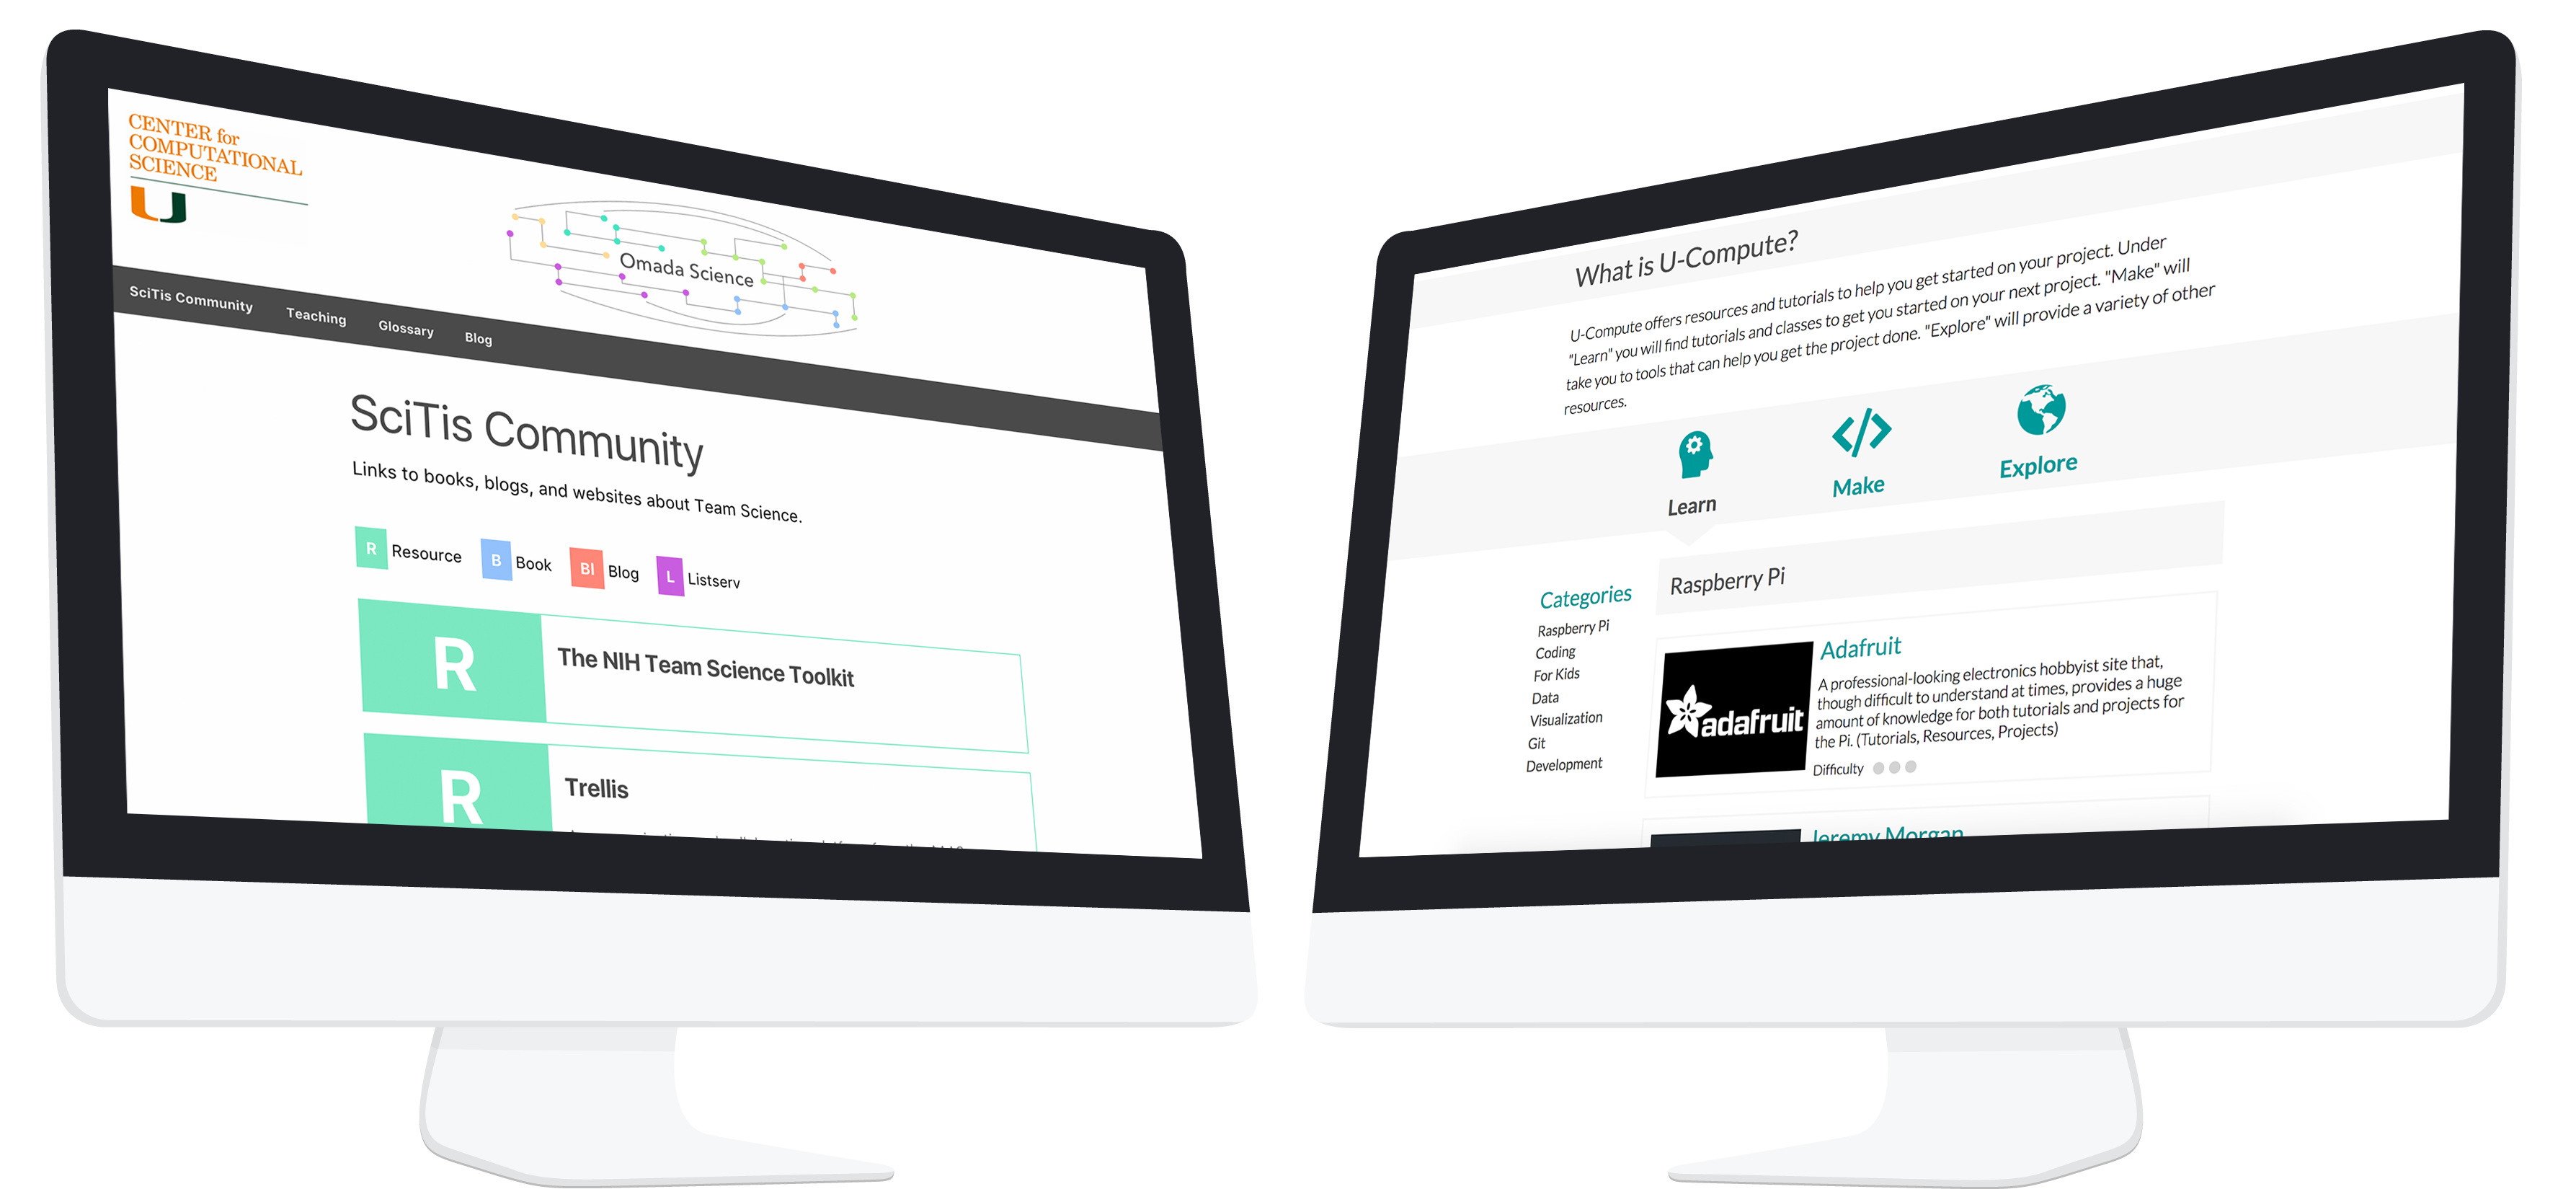 CENTER for
COMPUTATIONAL
SCIENCE
Omada Science
SciTis Community
Teaching
Glossary
Blog
SciTis Community
Links to books, blogs, and websites about Team Science.
R Resource
B Book
Bl Blog
L Listserv
R
The NIH Team Science Toolkit
R
Trellis
What is U-Compute?
U-Compute offers resources and tutorials to help you get started on your project. Under
"Learn" you will find tutorials and classes to get you started on your next project. "Make" will
take you to tools that can help you get the project done. "Explore" will provide a variety of other
resources.
Learn
Make
Explore
Categories
Raspberry Pi
Coding
For Kids
Data
Visualization
Git
Development
Raspberry Pi
adafruit
Adafruit
A professional-looking electronics hobbyist site that,
though difficult to understand at times, provides a huge
amount of knowledge for both tutorials and projects for
the Pi. (Tutorials, Resources, Projects)
Difficulty
Jeremy Morgan